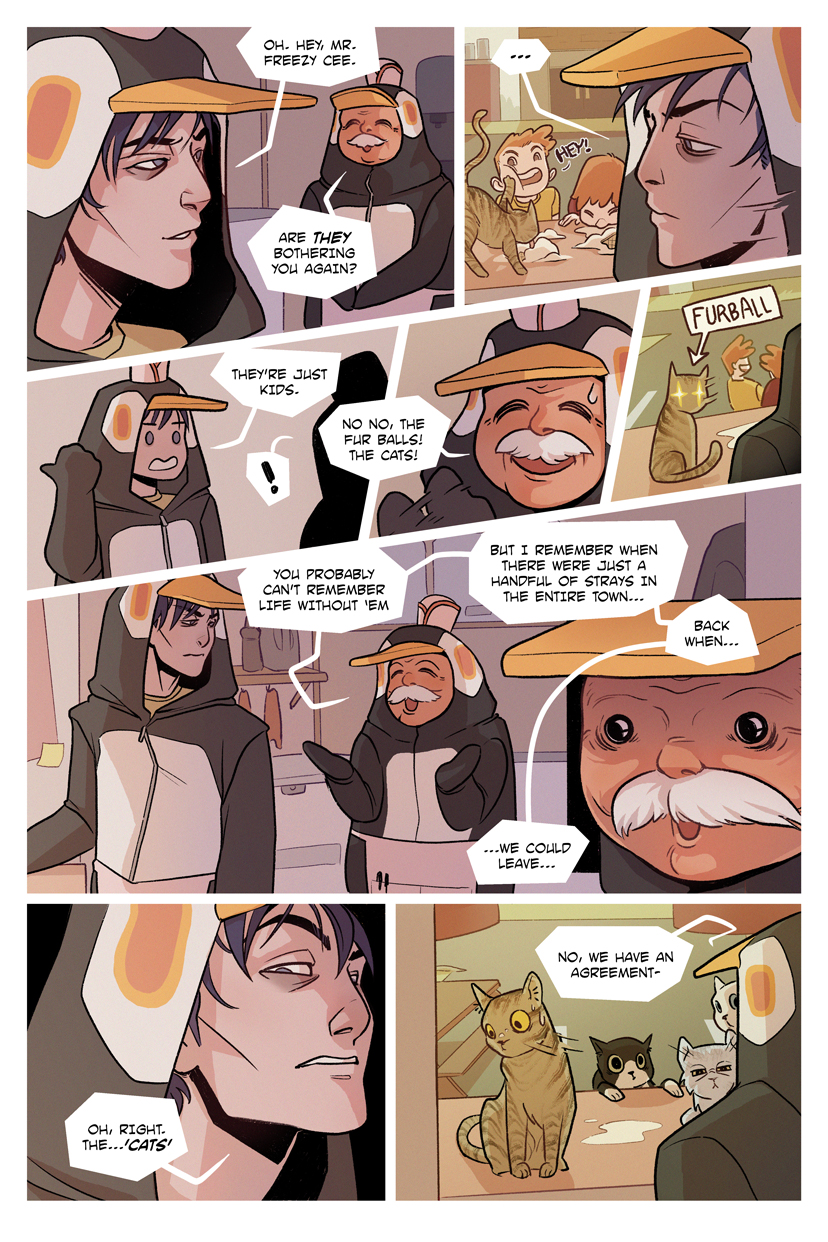 OH. HEY, MR.
FREEZY CEE.
ARE THEY
BOTHERING
YOU AGAIN?
...
HEY!
THEY'RE JUST
KIDS.
!
NO NO, THE
FUR BALLS!
THE CATS!
FURBALL
YOU PROBABLY
CAN'T REMEMBER
LIFE WITHOUT 'EM
BUT I REMEMBER WHEN
THERE WERE JUST A
HANDFUL OF STRAYS IN
THE ENTIRE TOWN...
BACK
WHEN...
...WE COULD
LEAVE...
OH, RIGHT.
THE...'CATS'
NO, WE HAVE AN
AGREEMENT-